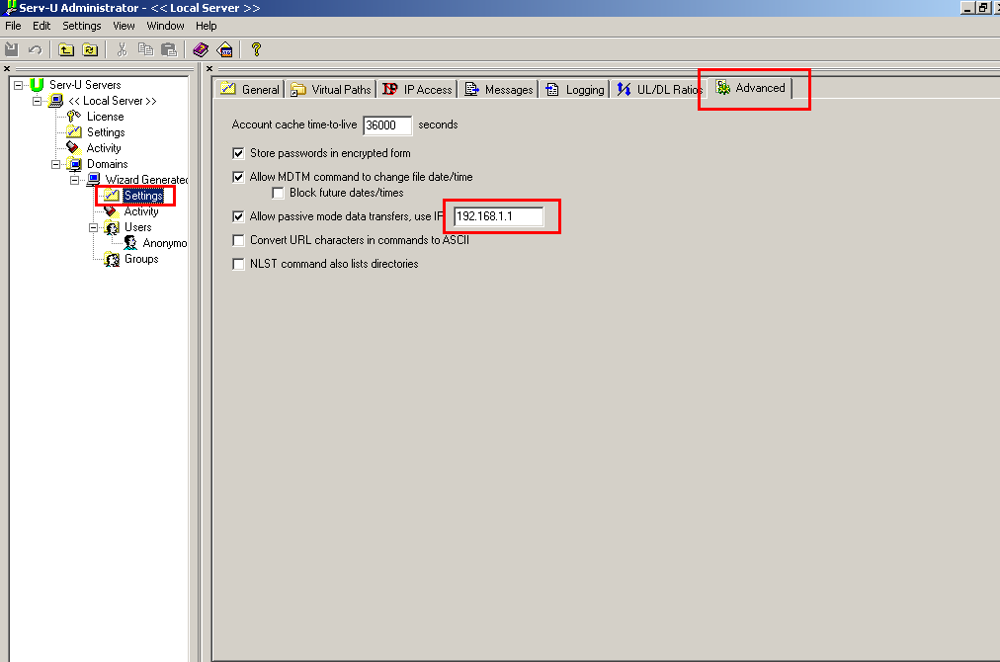 Serv-U Administrator - << Local Server >>
File Edit Settings View Window Help
Serv-U Servers
<< Local Server >>
License
Settings
Activity
Domains
Wizard Generated
Settings
Activity
Users
Anonymo
Groups
General Virtual Paths IP Access Messages Logging UL/DL Ratios Advanced
Account cache time-to-live 36000 seconds
Store passwords in encrypted form
Allow MDTM command to change file date/time
Block future dates/times
Allow passive mode data transfers, use IP 192.168.1.1
Convert URL characters in commands to ASCII
NLST command also lists directories